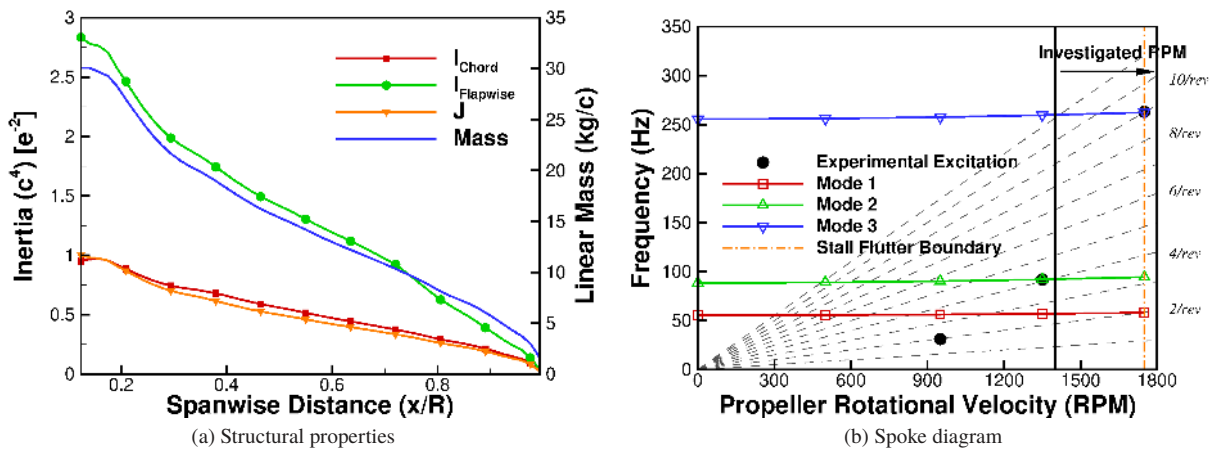 3
2.5
2
1.5
1
0.5
0
Inertia (c⁴) [e⁻²]
I_Chord
I_Flapwise
J
Mass
35
30
25
20
15
10
5
0
Linear Mass (kg/c)
0.2 0.4 0.6 0.8 1
Spanwise Distance (x/R)
(a) Structural properties
350
300
250
200
150
100
50
0
Frequency (Hz)
Investigated RPM
Experimental Excitation
Mode 1
Mode 2
Mode 3
Stall Flutter Boundary
10/rev
8/rev
6/rev
4/rev
2/rev
0 300 600 900 1200 1500 1800
Propeller Rotational Velocity (RPM)
(b) Spoke diagram